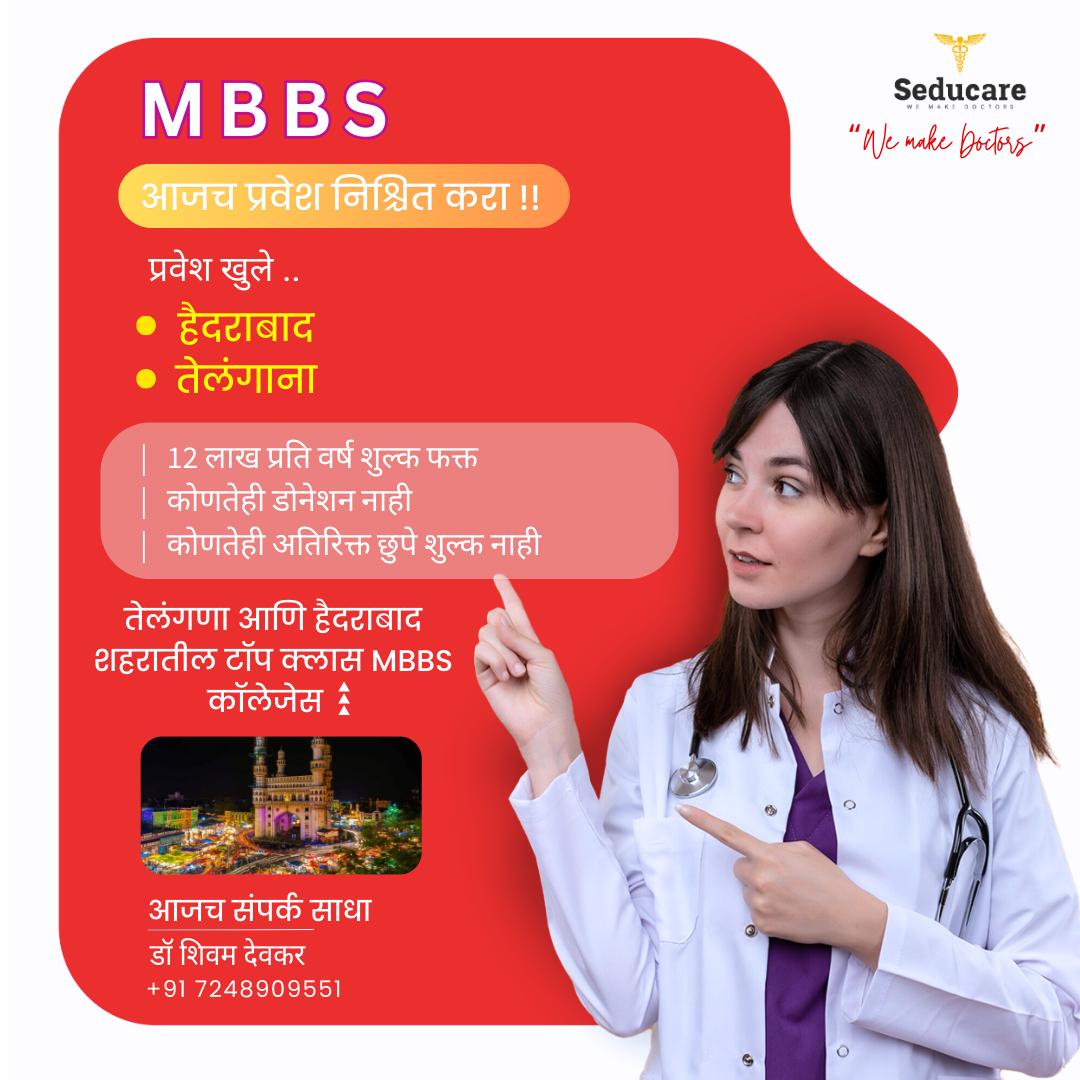 MBBS
Seducare
WE MAKE DOCTORS
“We make Doctors”
आजच प्रवेश निश्चित करा !!
प्रवेश खुले ..
हैदराबाद
तेलंगाना
| 12 लाख प्रति वर्ष शुल्क फक्त
| कोणतेही डोनेशन नाही
| कोणतेही अतिरिक्त छुपे शुल्क नाही
तेलंगणा आणि हैदराबाद
शहरातील टॉप क्लास MBBS
कॉलेजेस
आजच संपर्क साधा
डॉ शिवम देवकर
+91 7248909551